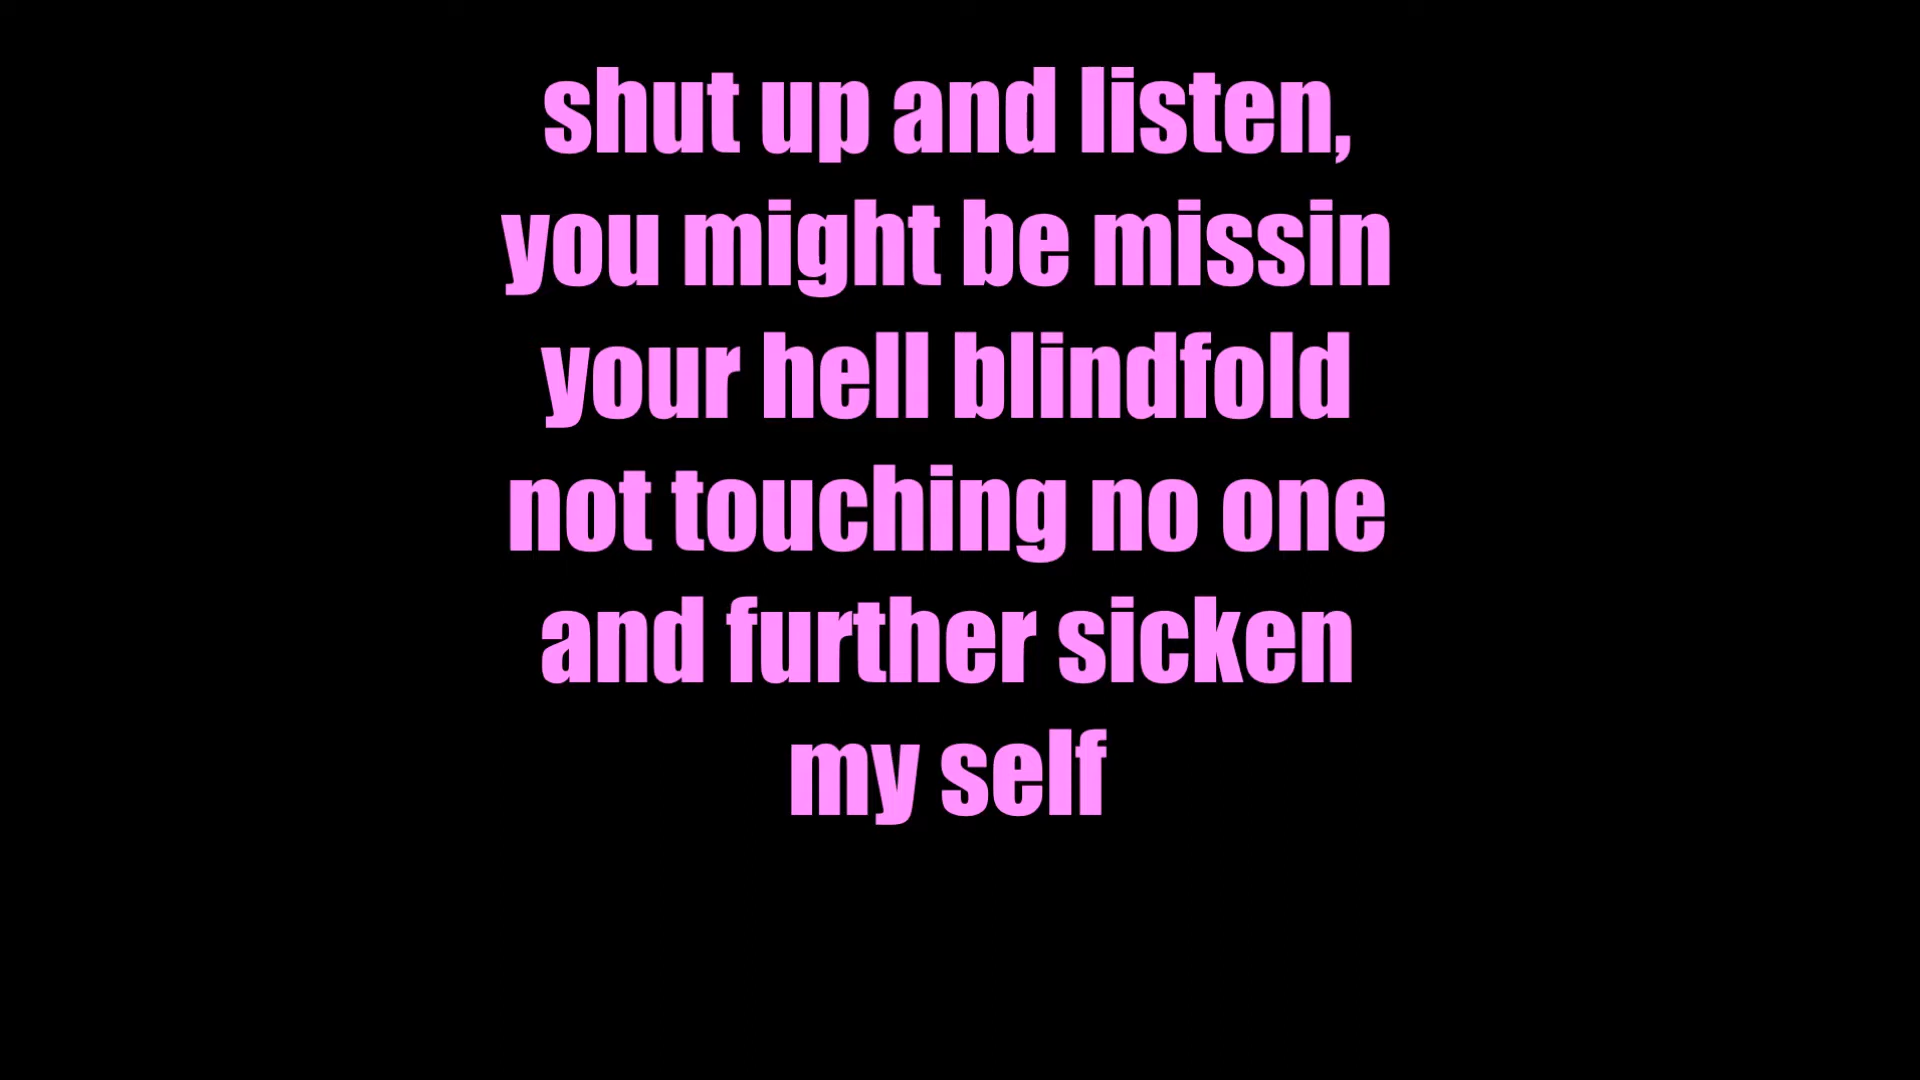 shut up and listen,
you might be missin
your hell blindfold
not touching no one
and further sicken
my self